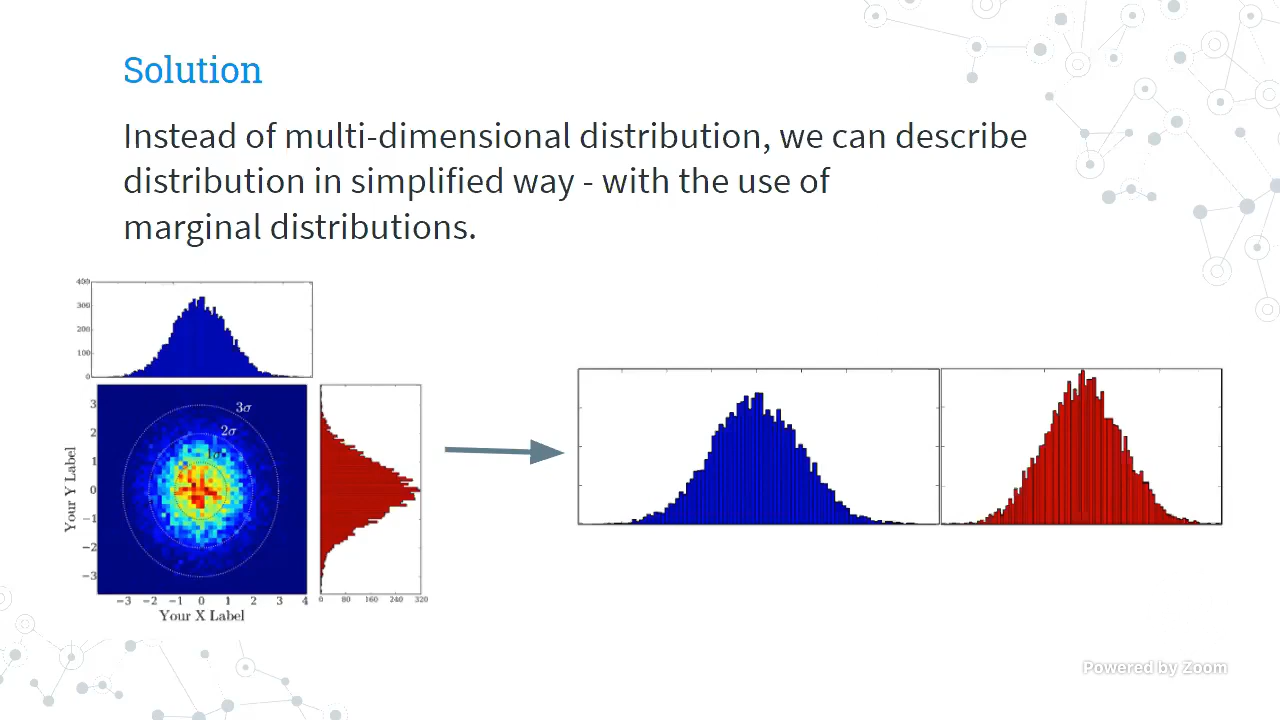 Solution
Instead of multi-dimensional distribution, we can describe
distribution in simplified way - with the use of
marginal distributions.
400
300
200
100
0
3
2
1
0
−1
−2
−3
Your Y Label
3σ
2σ
1σ
−3 −2 −1 0 1 2 3 4
Your X Label
0 80 160 240 320
Powered by Zoom